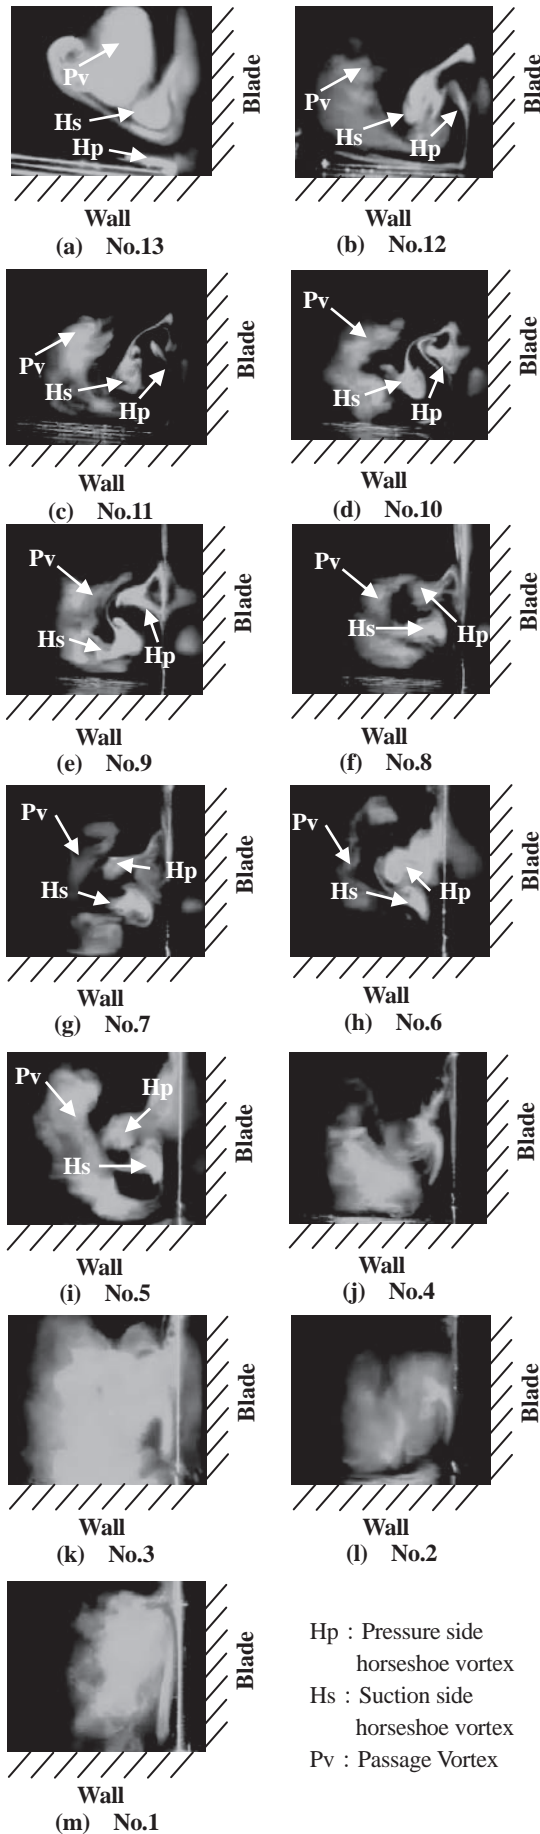 Pv
Hs
Hp
Blade
Wall
(a) No.13
Pv
Hs
Hp
Blade
Wall
(b) No.12
Pv
Hs
Hp
Blade
Wall
(c) No.11
Pv
Hs
Hp
Blade
Wall
(d) No.10
Pv
Hs
Hp
Blade
Wall
(e) No.9
Pv
Hs
Hp
Blade
Wall
(f) No.8
Pv
Hp
Hs
Blade
Wall
(g) No.7
Pv
Hs
Hp
Blade
Wall
(h) No.6
Pv
Hp
Hs
Blade
Wall
(i) No.5
Blade
Wall
(j) No.4
Blade
Wall
(k) No.3
Blade
Wall
(l) No.2
Blade
Wall
(m) No.1
Hp : Pressure side
horseshoe vortex
Hs : Suction side
horseshoe vortex
Pv : Passage Vortex